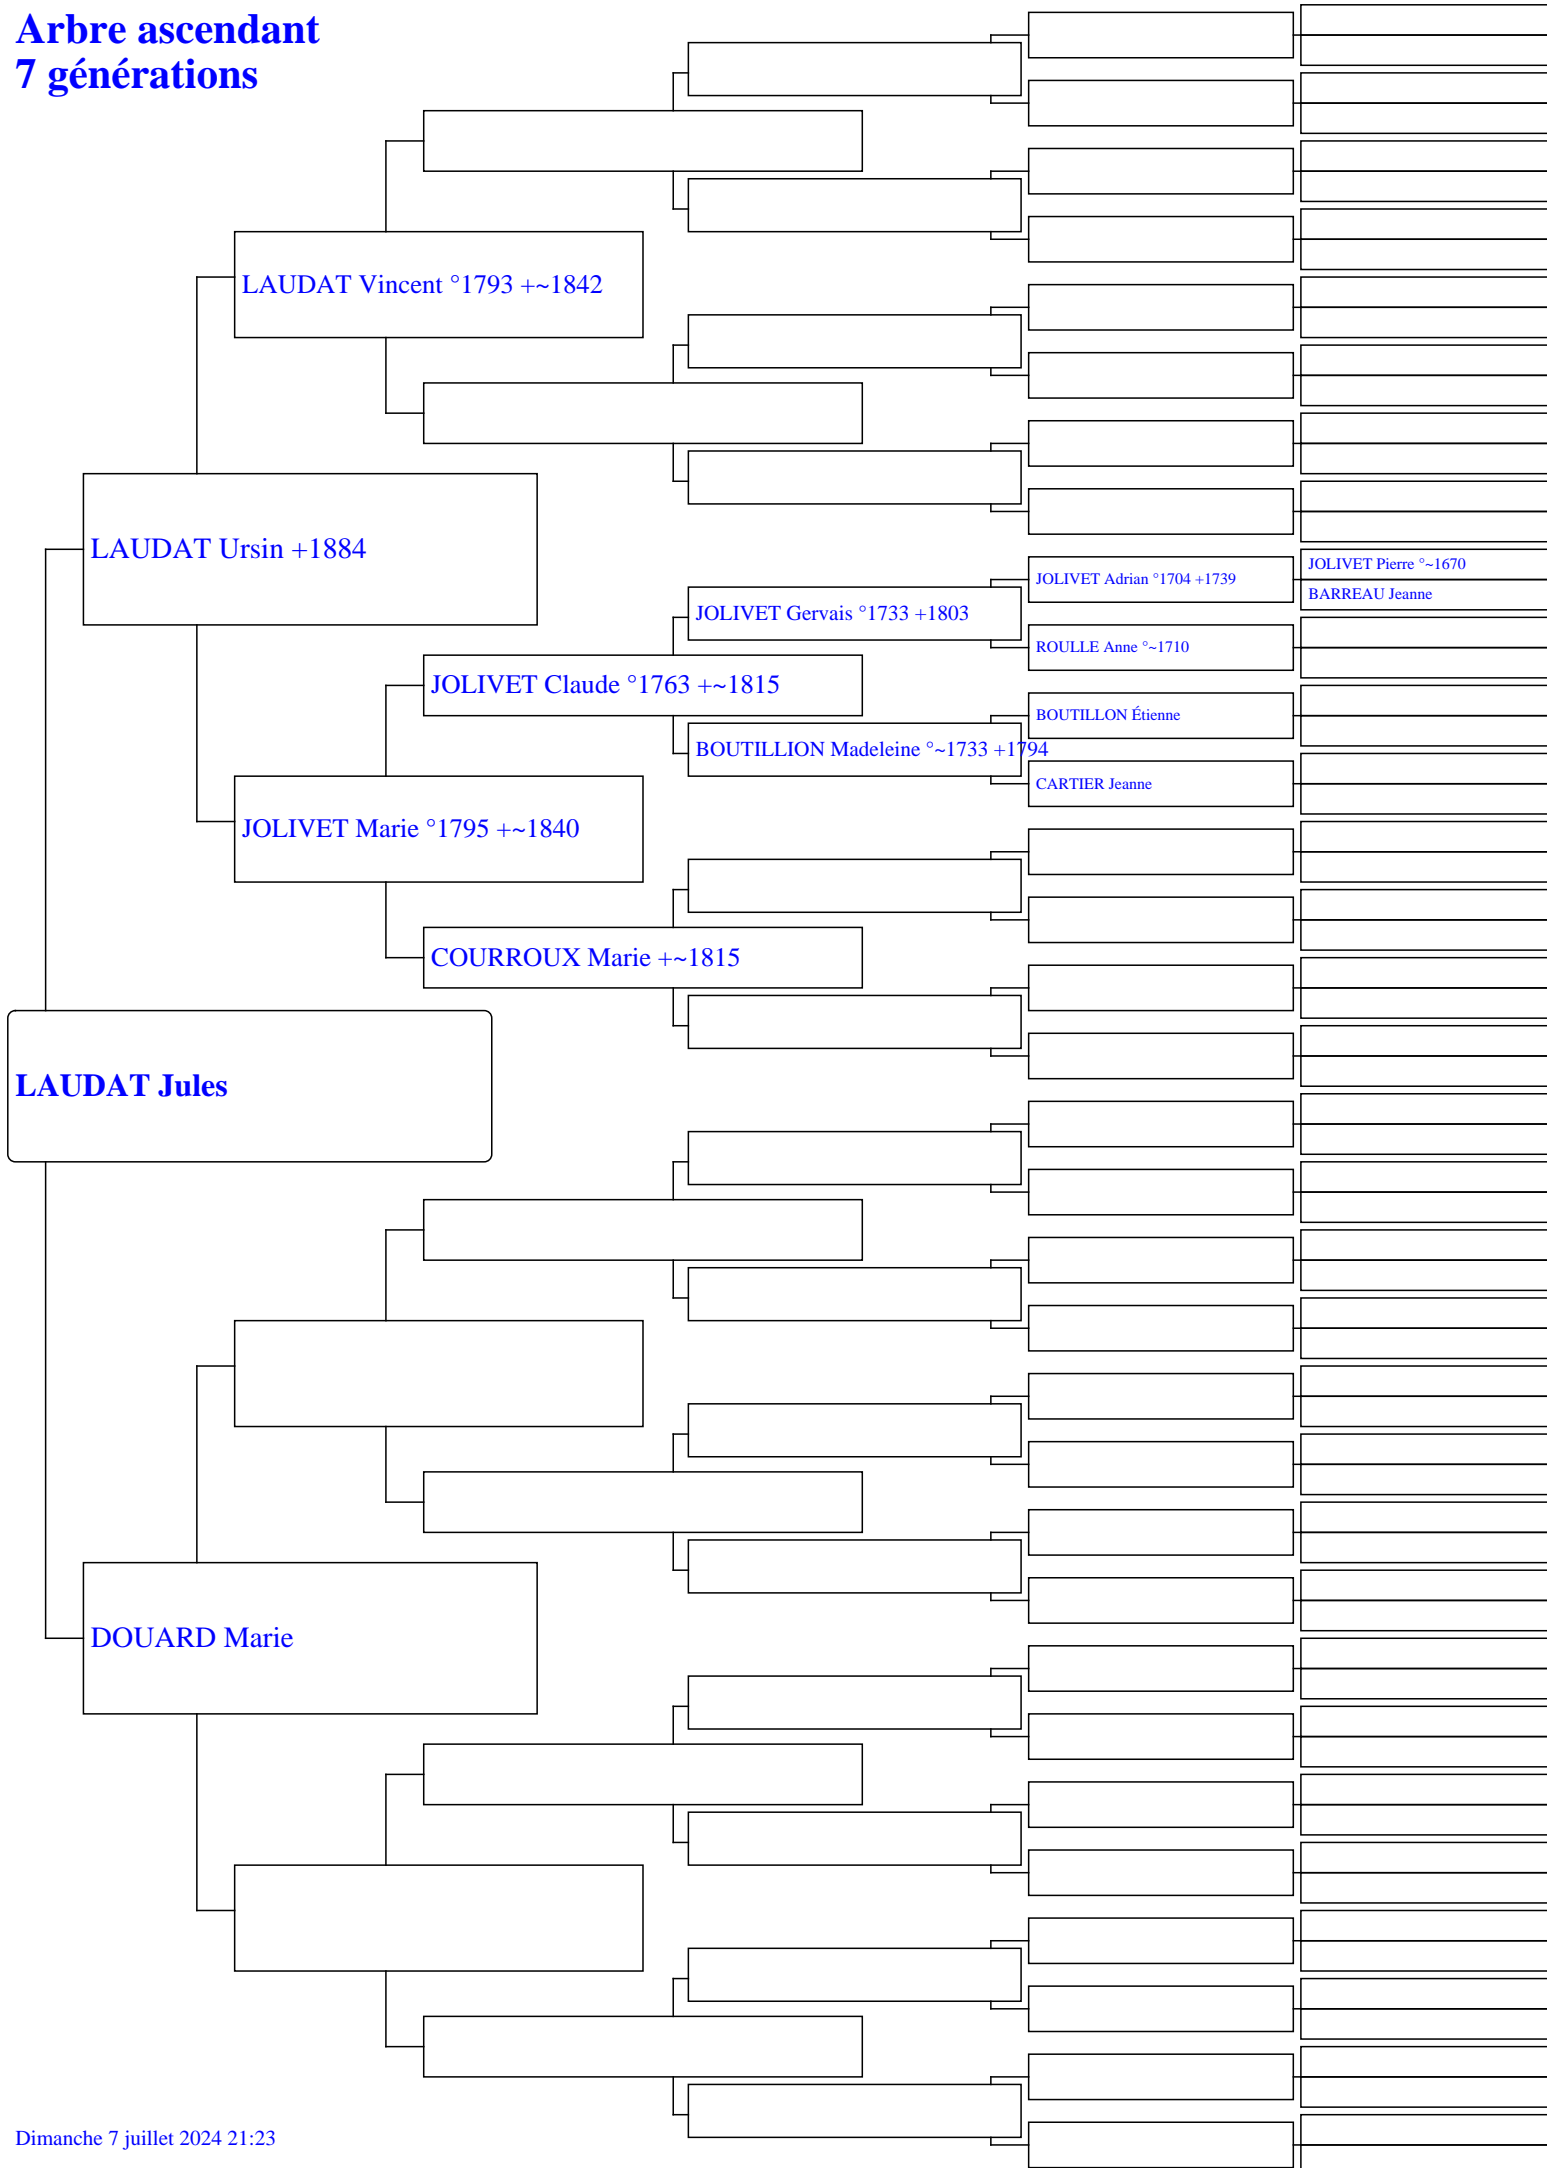 Arbre ascendant
7 générations
LAUDAT Vincent °1793 +~1842
LAUDAT Ursin +1884
JOLIVET Adrian °1704 +1739
JOLIVET Pierre °~1670
BARREAU Jeanne
JOLIVET Gervais °1733 +1803
ROULLE Anne °~1710
JOLIVET Claude °1763 +~1815
BOUTILLON Étienne
BOUTILLION Madeleine °~1733 +1794
CARTIER Jeanne
JOLIVET Marie °1795 +~1840
COURROUX Marie +~1815
LAUDAT Jules
DOUARD Marie
Dimanche 7 juillet 2024 21:23